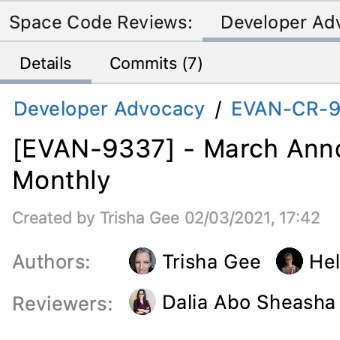 Space Code Reviews: Developer Adv
Details Commits (7)
Developer Advocacy / EVAN-CR-9
[EVAN-9337] - March Anno
Monthly
Created by Trisha Gee 02/03/2021, 17:42
Authors: Trisha Gee Hel
Reviewers: Dalia Abo Sheasha